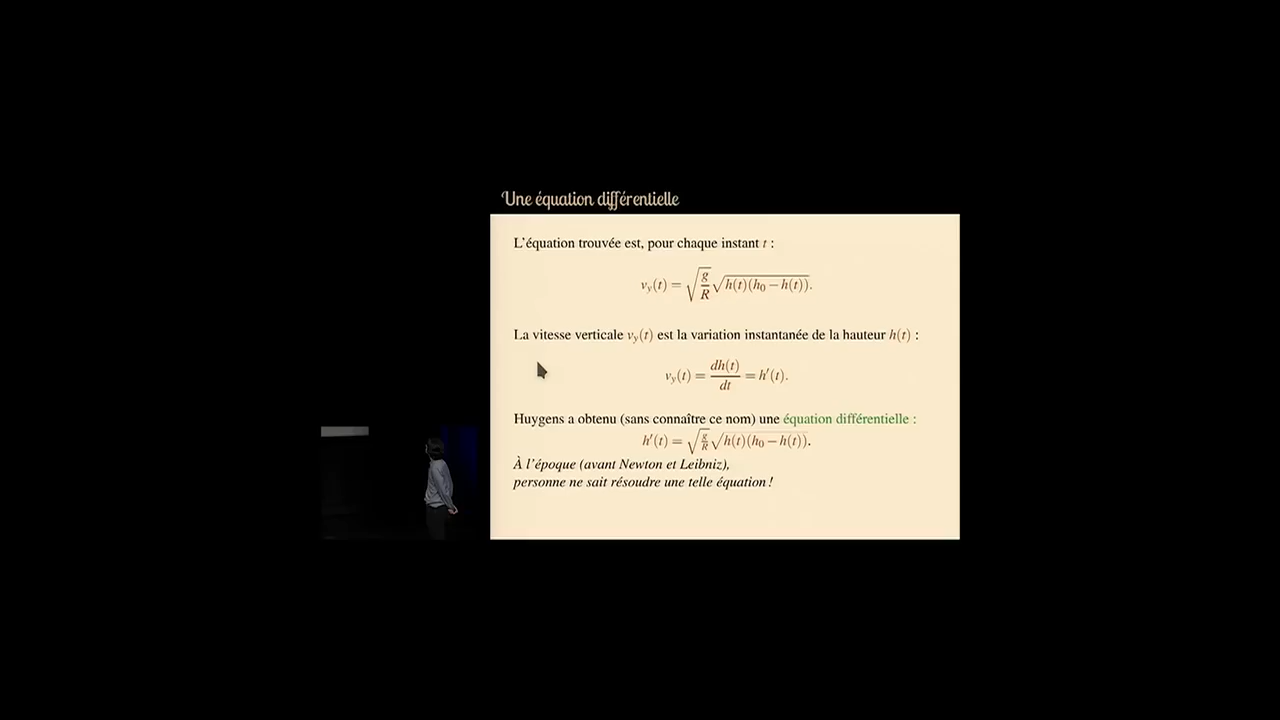 Une équation différentielle
L'équation trouvée est, pour chaque instant t :
v_y(t) = √(g/R) √(h(t)(h₀ − h(t))).
La vitesse verticale v_y(t) est la variation instantanée de la hauteur h(t) :
v_y(t) = dh(t)/dt = h′(t).
Huygens a obtenu (sans connaître ce nom) une équation différentielle :
h′(t) = √(g/R) √(h(t)(h₀ − h(t))).
À l'époque (avant Newton et Leibniz),
personne ne sait résoudre une telle équation !